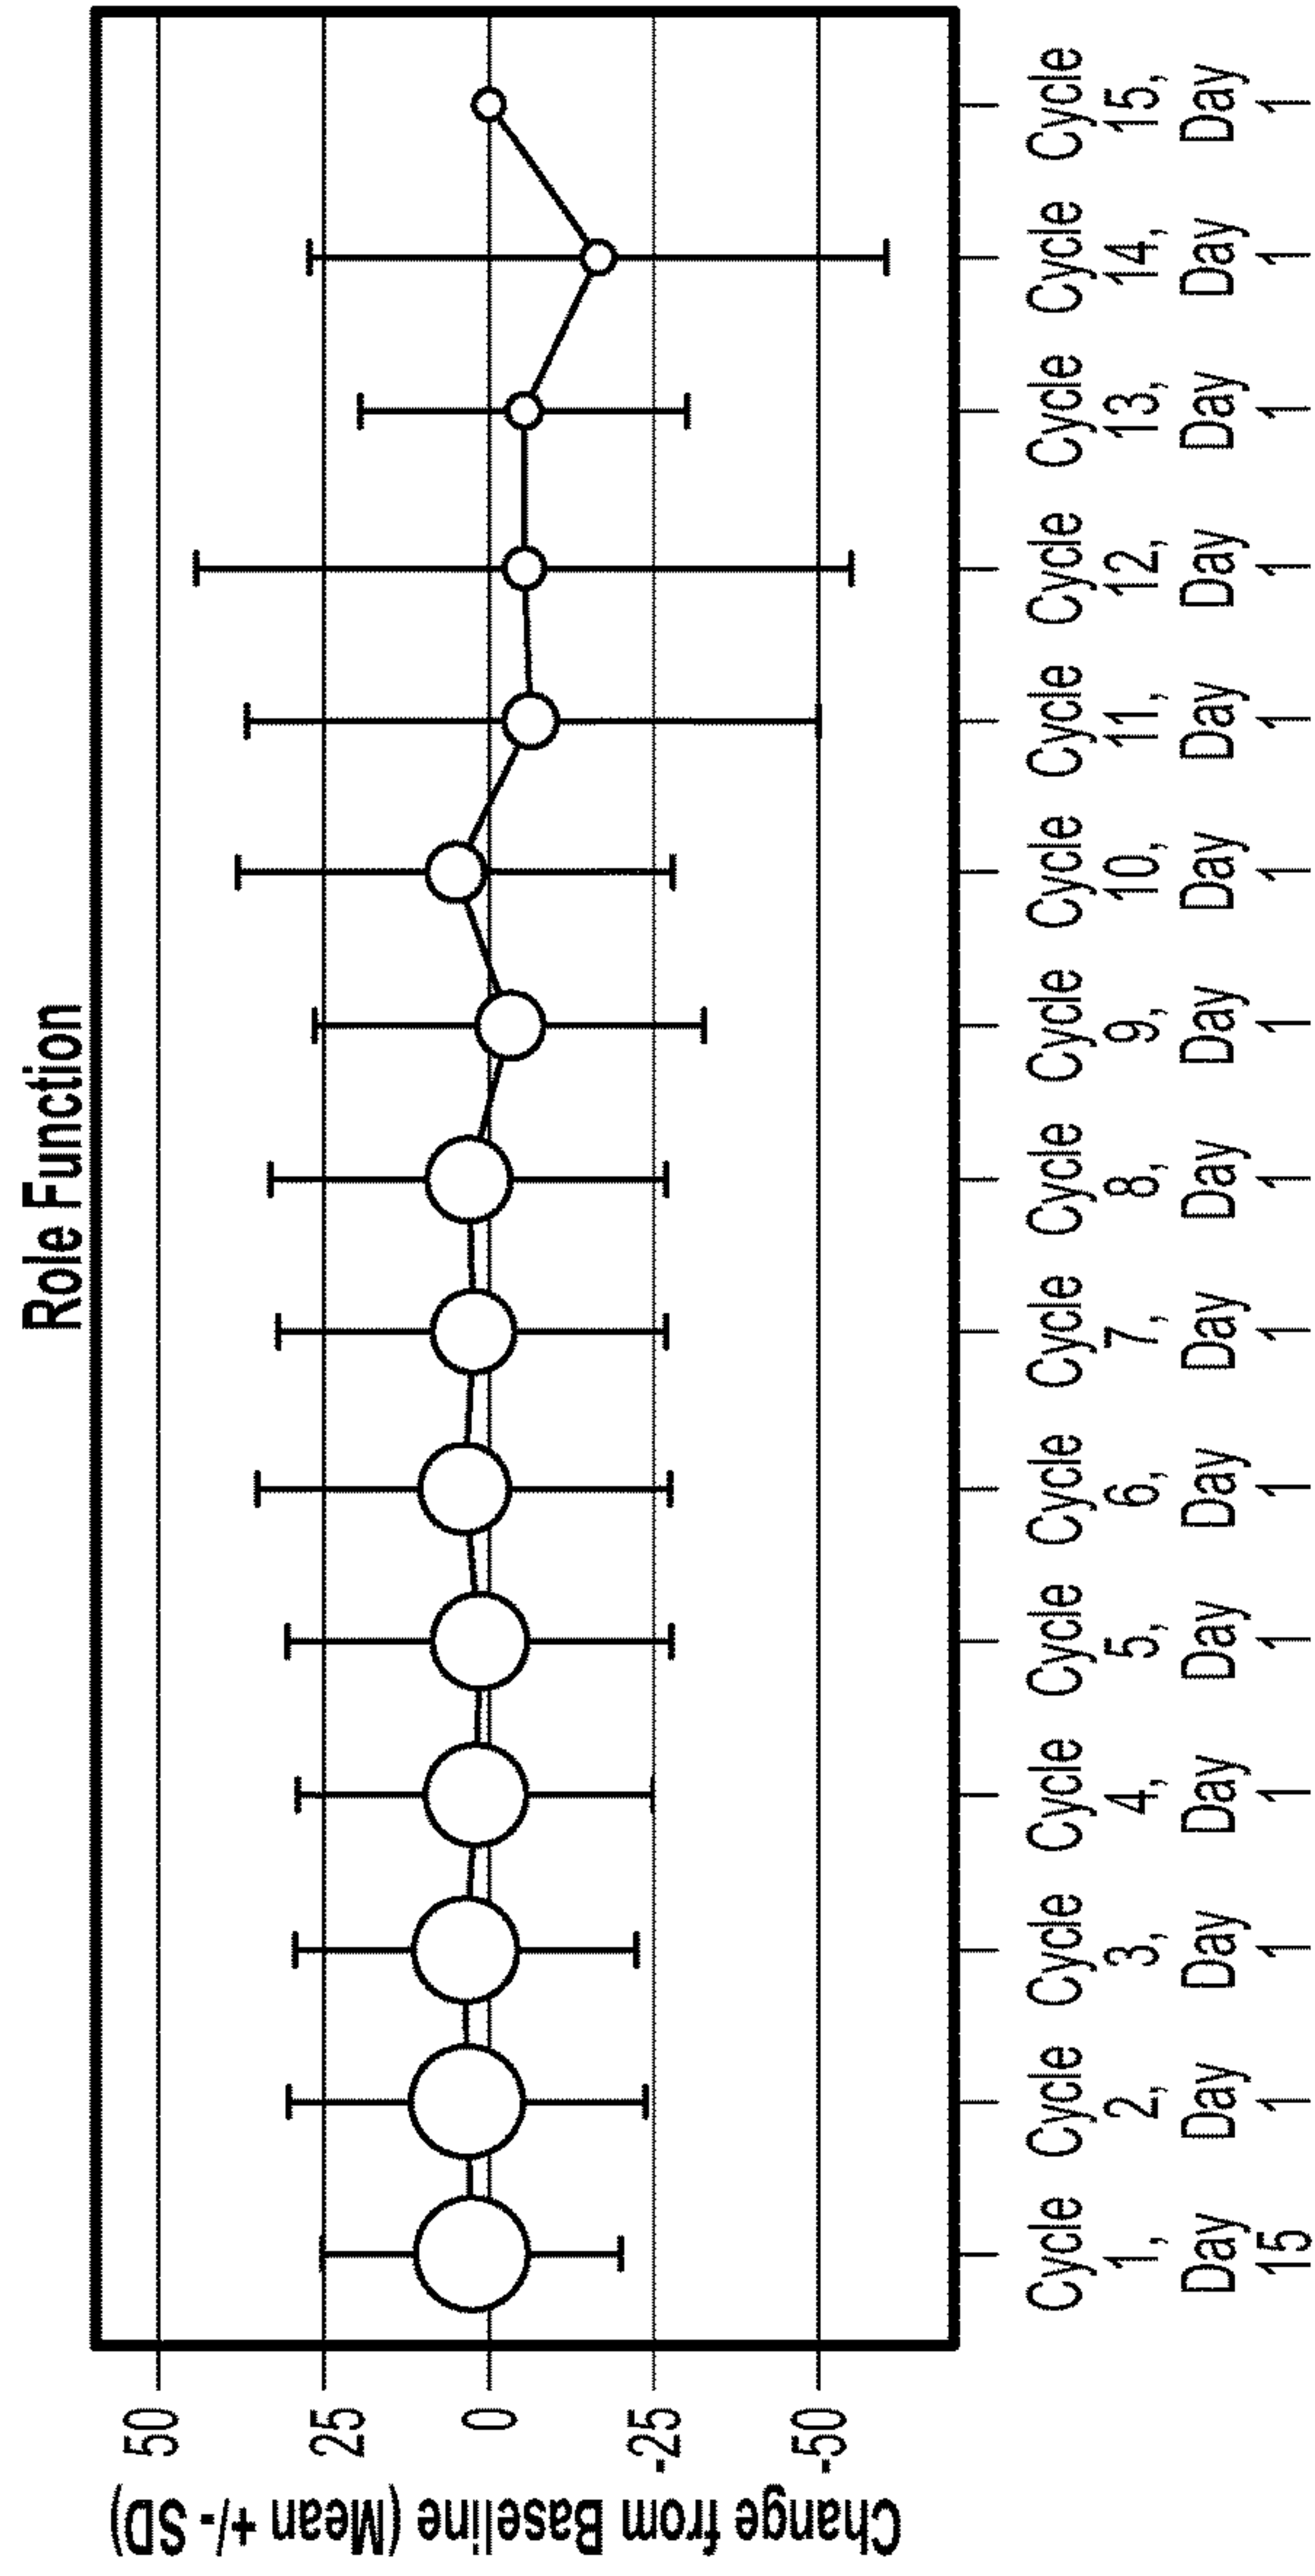 Role Function
Change from Baseline (Mean +/- SD)
50
25
0
-25
-50
Cycle
1,
Day
15
Cycle
2,
Day
1
Cycle
3,
Day
1
Cycle
4,
Day
1
Cycle
5,
Day
1
Cycle
6,
Day
1
Cycle
7,
Day
1
Cycle
8,
Day
1
Cycle
9,
Day
1
Cycle
10,
Day
1
Cycle
11,
Day
1
Cycle
12,
Day
1
Cycle
13,
Day
1
Cycle
14,
Day
1
Cycle
15,
Day
1